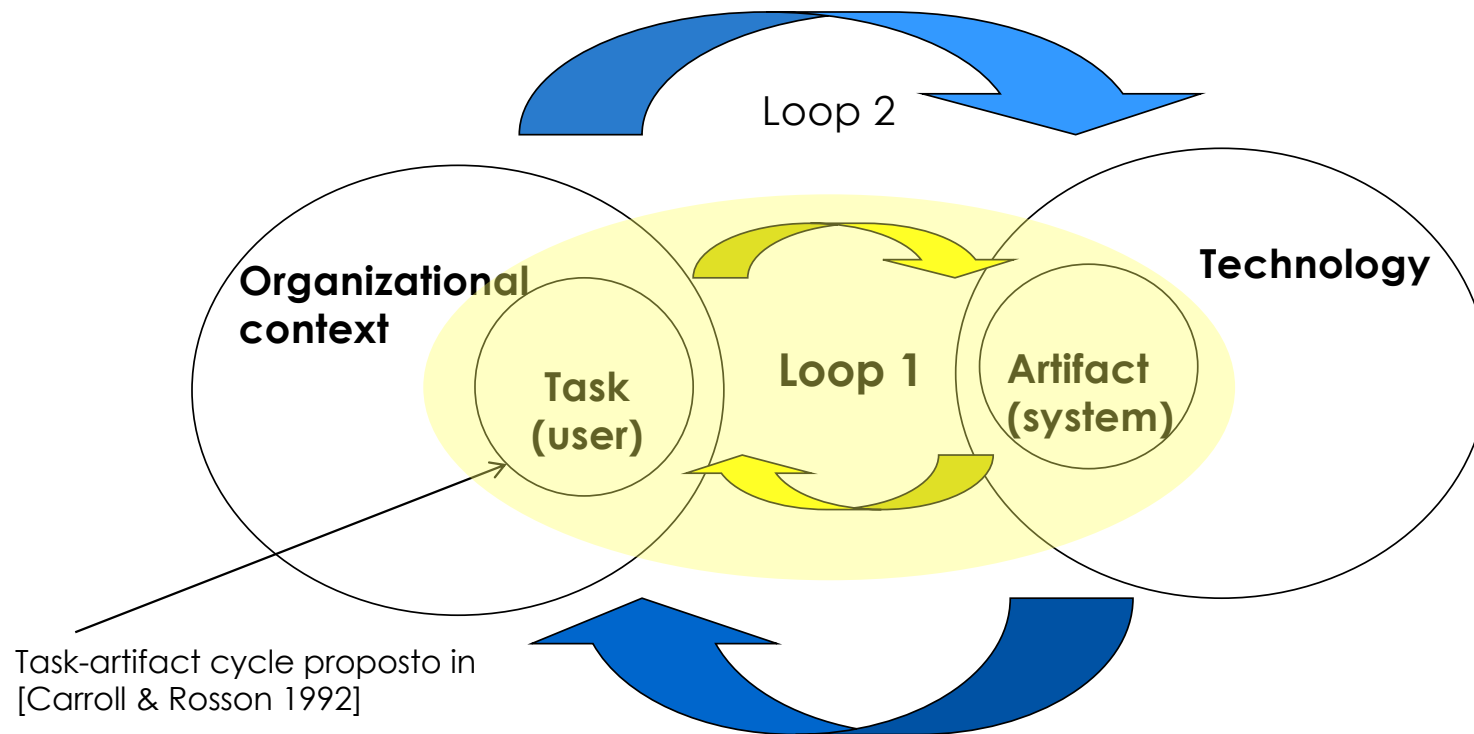 Loop 2
Organizational
context
Technology
Loop 1
Task
(user)
Artifact
(system)
Task-artifact cycle proposto in
[Carroll & Rosson 1992]